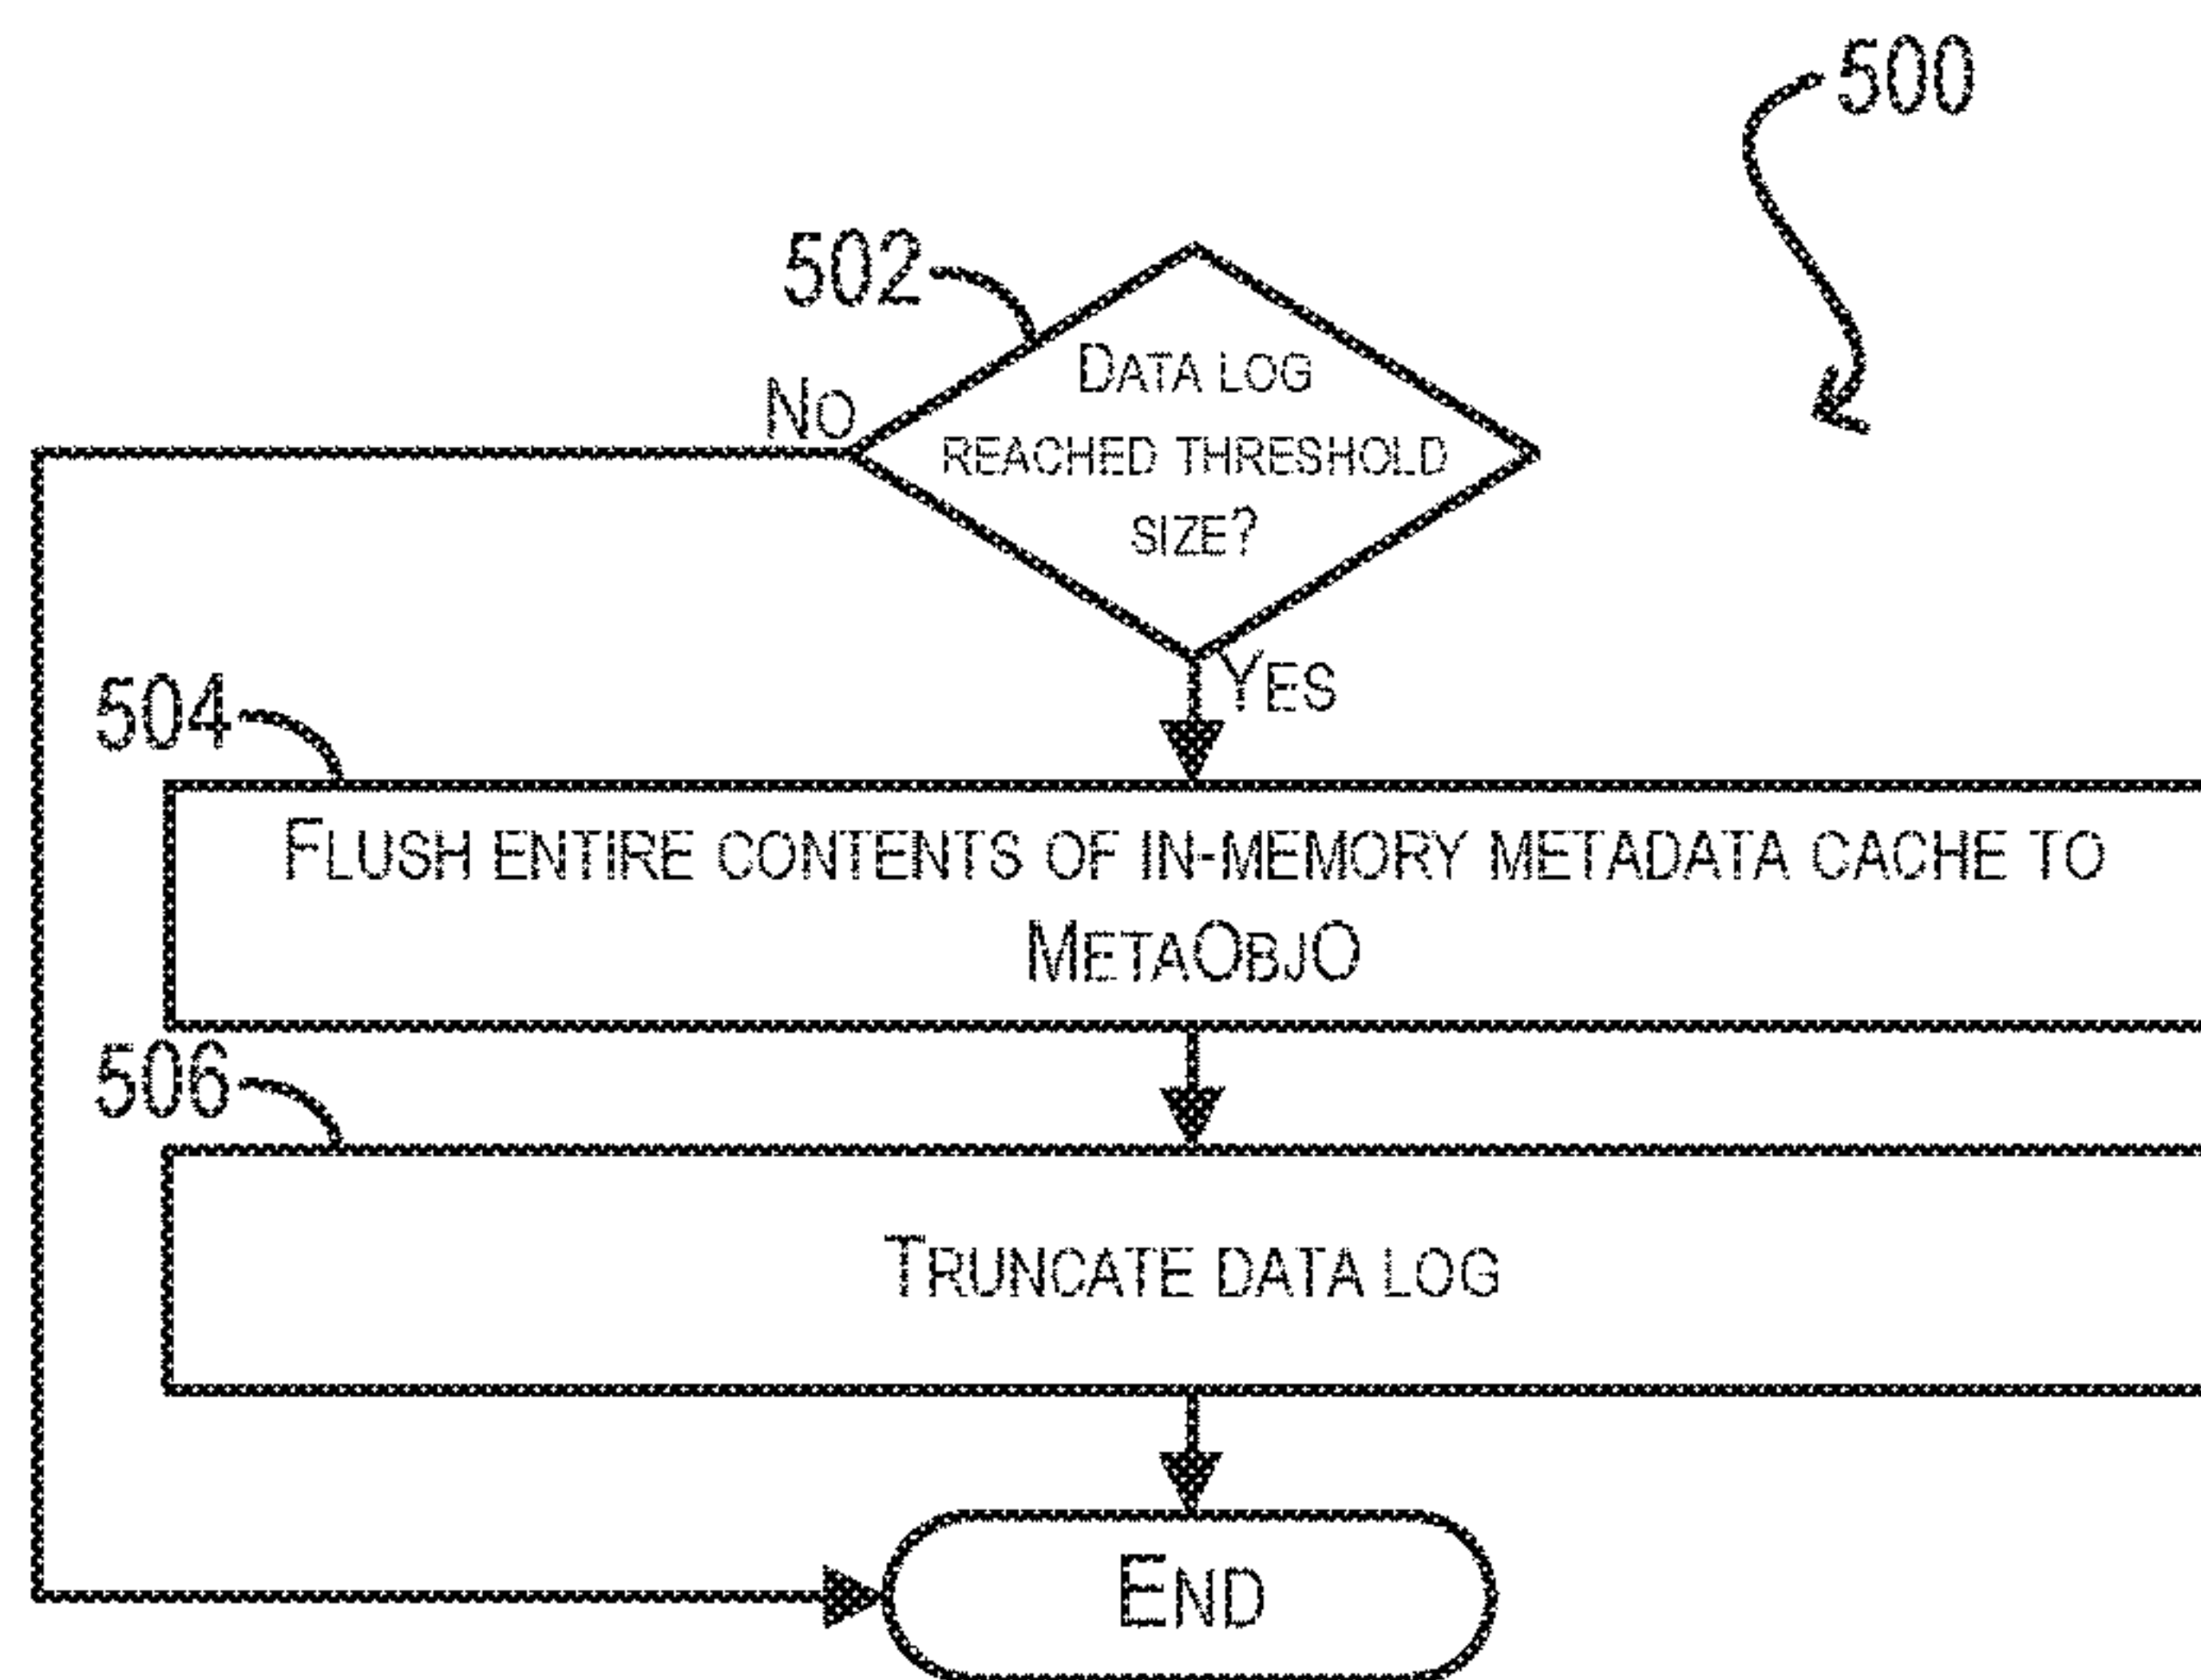 500
502
No
DATA LOG
REACHED THRESHOLD
SIZE?
YES
504
FLUSH ENTIRE CONTENTS OF IN-MEMORY METADATA CACHE TO
METAOBJO
506
TRUNCATE DATA LOG
END